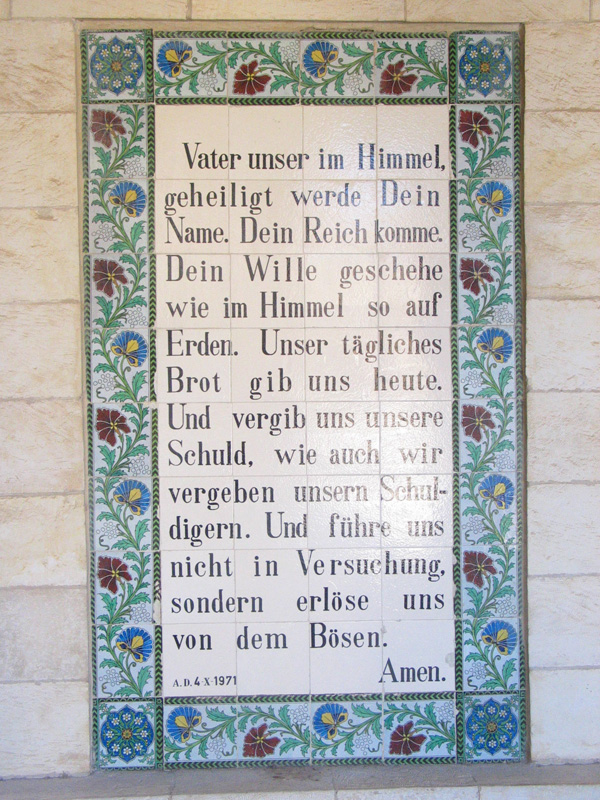 Vater unser im Himmel,
geheiligt werde Dein
Name. Dein Reich komme.
Dein Wille geschehe
wie im Himmel so auf
Erden. Unser tägliches
Brot gib uns heute.
Und vergib uns unsere
Schuld, wie auch wir
vergeben unsern Schul-
digern. Und führe uns
nicht in Versuchung,
sondern erlöse uns
von dem Bösen.
Amen.
A.D. 4-X-1971